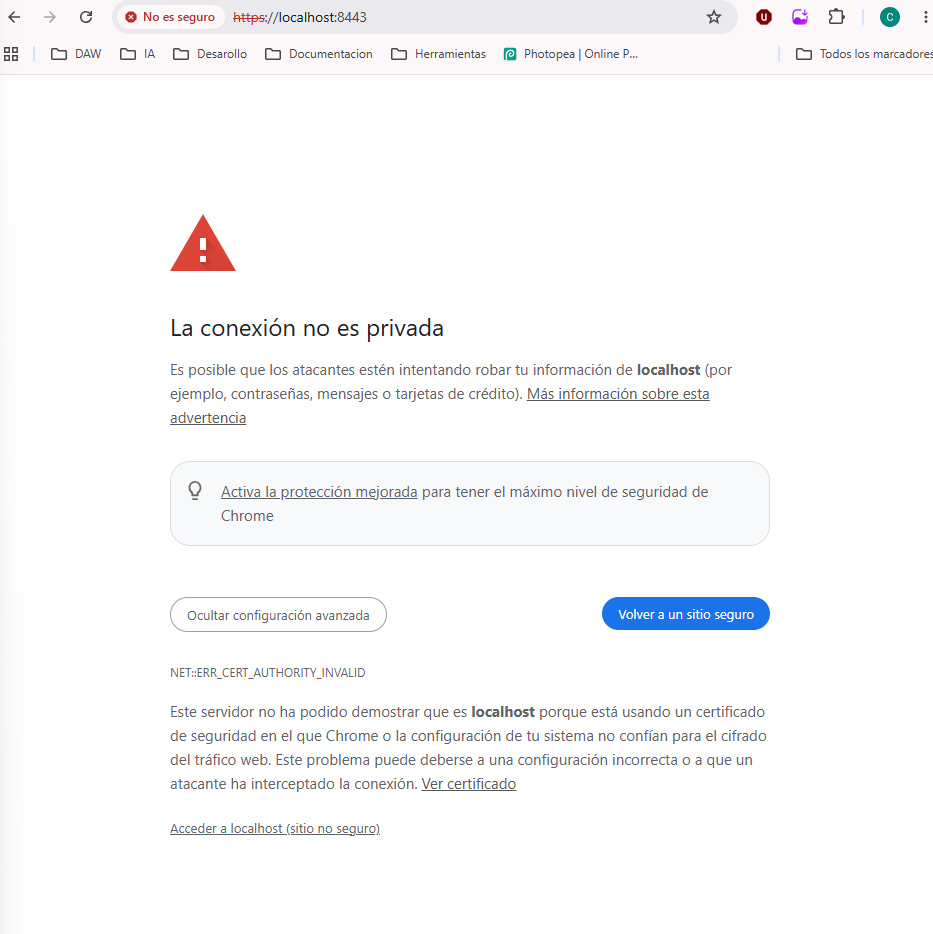 No es seguro https://localhost:8443 U C
DAW IA Desarollo Documentacion Herramientas Photopea | Online P... Todos los marcadores
La conexión no es privada
Es posible que los atacantes estén intentando robar tu información de localhost (por
ejemplo, contraseñas, mensajes o tarjetas de crédito). Más información sobre esta
advertencia
Activa la protección mejorada para tener el máximo nivel de seguridad de
Chrome
Ocultar configuración avanzada Volver a un sitio seguro
NET::ERR_CERT_AUTHORITY_INVALID
Este servidor no ha podido demostrar que es localhost porque está usando un certificado
de seguridad en el que Chrome o la configuración de tu sistema no confían para el cifrado
del tráfico web. Este problema puede deberse a una configuración incorrecta o a que un
atacante ha interceptado la conexión. Ver certificado
Acceder a localhost (sitio no seguro)